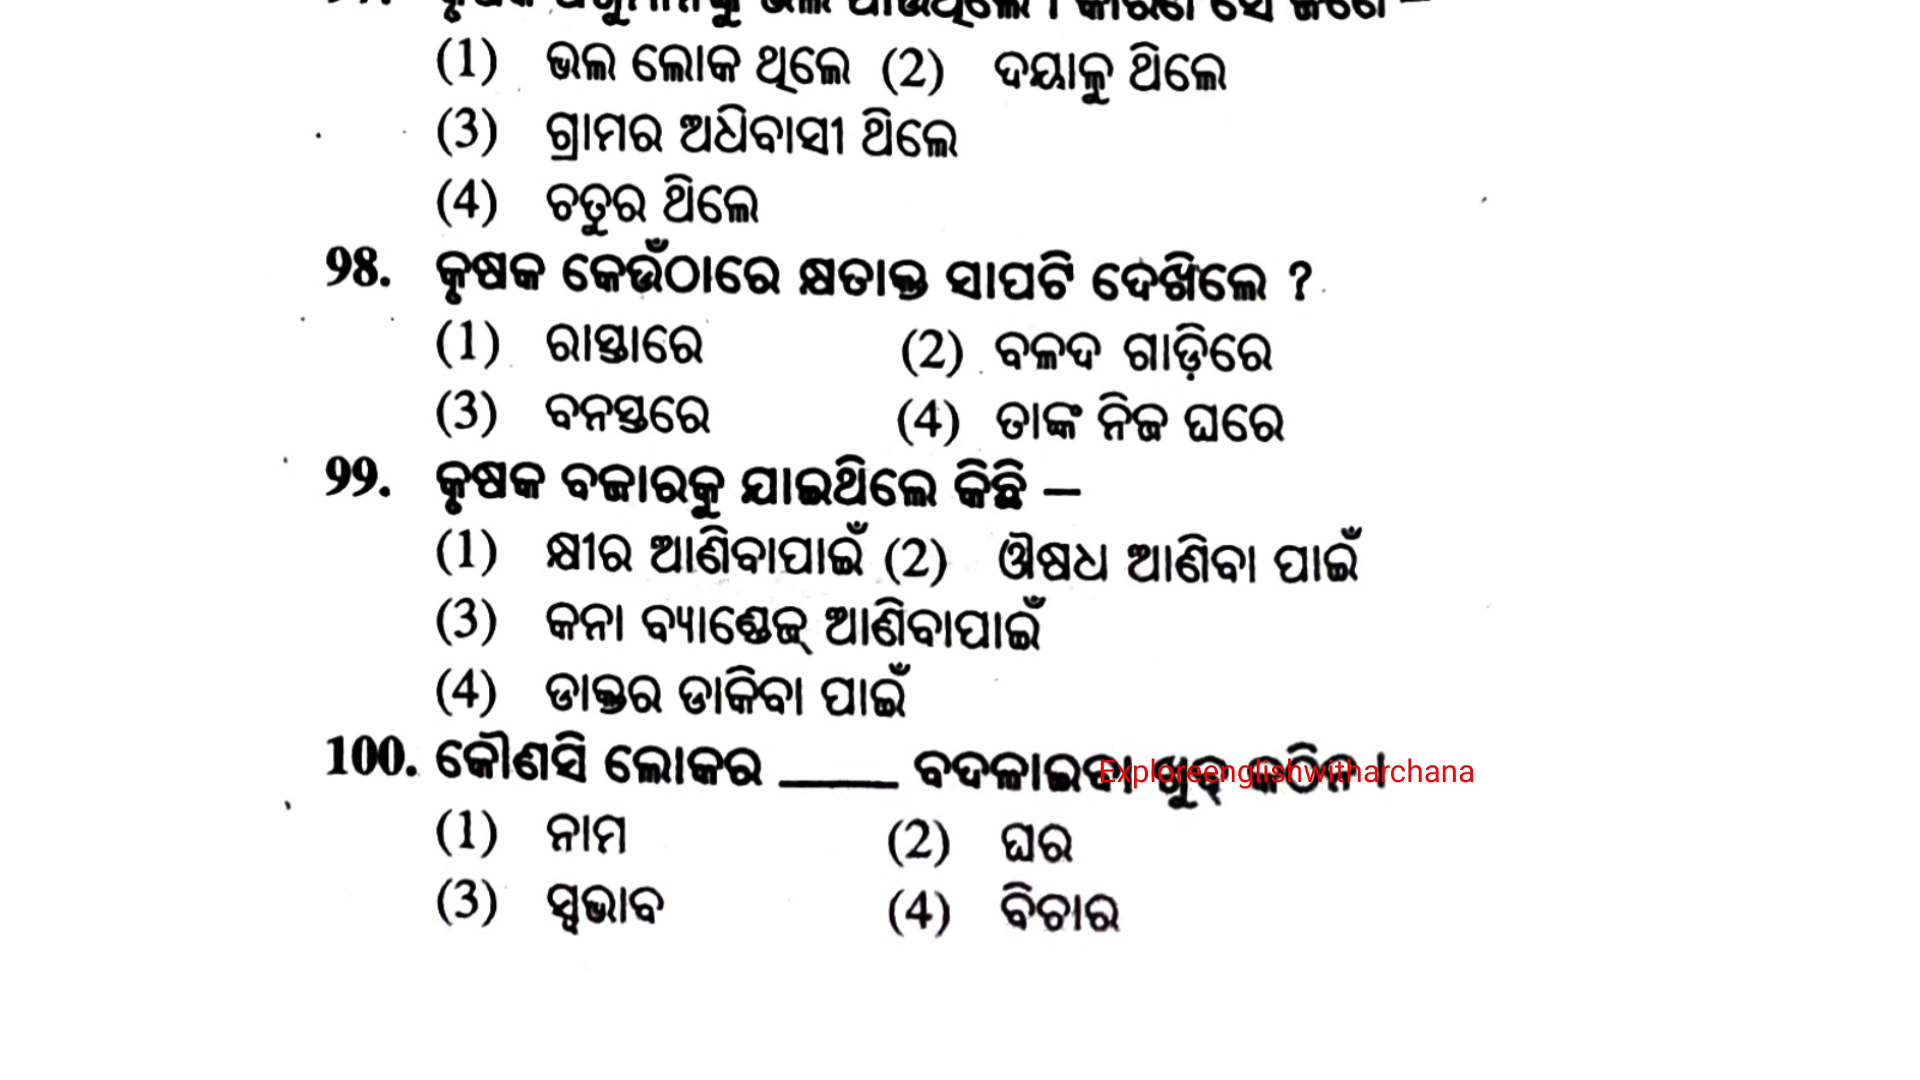 (1) ଭଲ ଲୋକ ଥିଲେ (2) ଦୟାଳୁ ଥିଲେ
(3) ଗ୍ରାମର ଅଧିବାସୀ ଥିଲେ
(4) ଚତୁର ଥିଲେ
98. କୃଷକ କେଉଁଠାରେ କ୍ଷତାକ୍ତ ସାପଟି ଦେଖିଲେ ?
(1) ରାସ୍ତାରେ (2) ବଳଦ ଗାଡ଼ିରେ
(3) ବନସ୍ତରେ (4) ତାଙ୍କ ନିଜ ଘରେ
99. କୃଷକ ବଜାରକୁ ଯାଇଥିଲେ କିଛି –
(1) କ୍ଷୀର ଆଣିବାପାଇଁ (2) ଔଷଧ ଆଣିବା ପାଇଁ
(3) କନା ବ୍ୟାଣ୍ଡେଜ୍ ଆଣିବାପାଇଁ
(4) ଡାକ୍ତର ଡାକିବା ପାଇଁ
100. କୌଣସି ଲୋକର _____ ବଦଳାଇବା ଖୁବ୍ କଠିନ ।
Exploreenglishwitharchana
(1) ନାମ (2) ଘର
(3) ସ୍ୱଭାବ (4) ବିଚାର